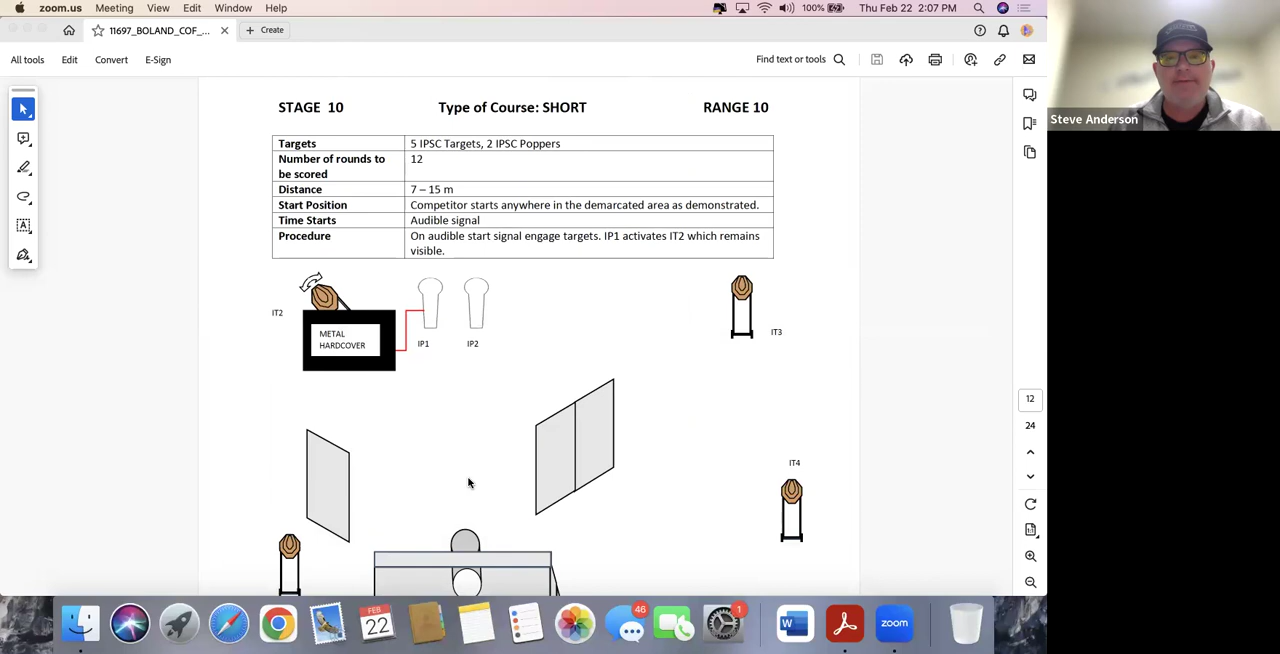 zoom.us Meeting View Edit Window Help 100% Thu Feb 22 2:07 PM
11697_BOLAND_COF_... Create
All tools Edit Convert E-Sign Find text or tools
Steve Anderson
STAGE 10 Type of Course: SHORT RANGE 10
Targets 5 IPSC Targets, 2 IPSC Poppers
Number of rounds to be scored 12
Distance 7 – 15 m
Start Position Competitor starts anywhere in the demarcated area as demonstrated.
Time Starts Audible signal
Procedure On audible start signal engage targets. IP1 activates IT2 which remains
visible.
IT2
METAL
HARDCOVER
IP1 IP2
IT3
12
24
IT4
46
1
FEB
22
W
zoom